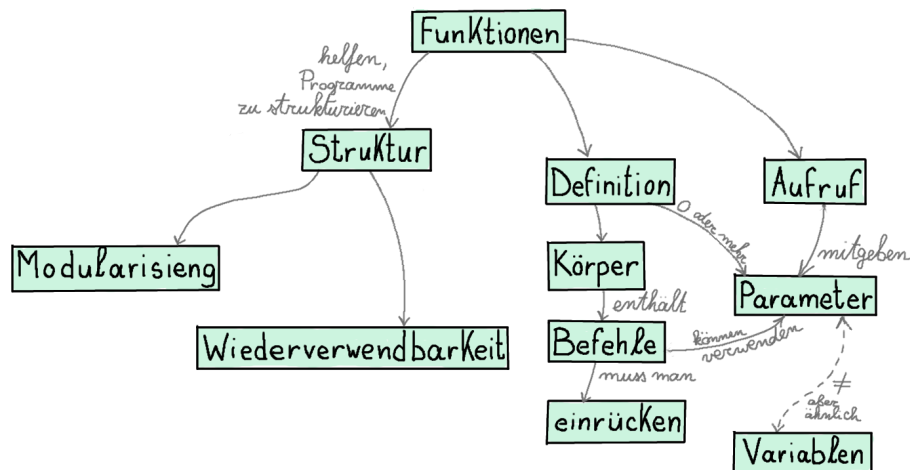 Funktionen
helfen,
Programme
zu strukturieren
Struktur
Definition
Aufruf
0 oder mehr
Modularisieng
Körper
mitgeben
enthält
Parameter
Wiederverwendbarkeit
Befehle
können
verwenden
muss man
≠
aber
ähnlich
einrücken
Variablen